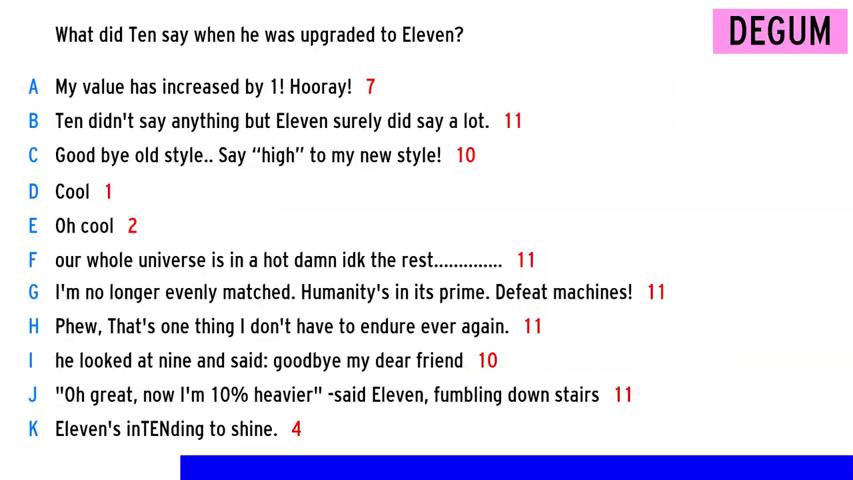 What did Ten say when he was upgraded to Eleven?
DEGUM
A My value has increased by 1! Hooray! 7
B Ten didn't say anything but Eleven surely did say a lot. 11
C Good bye old style.. Say “high” to my new style! 10
D Cool 1
E Oh cool 2
F our whole universe is in a hot damn idk the rest.............. 11
G I'm no longer evenly matched. Humanity's in its prime. Defeat machines! 11
H Phew, That's one thing I don't have to endure ever again. 11
I he looked at nine and said: goodbye my dear friend 10
J "Oh great, now I'm 10% heavier" -said Eleven, fumbling down stairs 11
K Eleven's inTENding to shine. 4